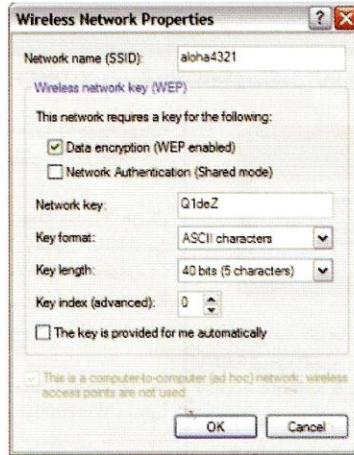 Wireless Network Properties
Network name (SSID): aloha4321
Wireless network key (WEP)
This network requires a key for the following:
Data encryption (WEP enabled)
Network Authentication (Shared mode)
Network key: Q1deZ
Key format: ASCII characters
Key length: 40 bits (5 characters)
Key index (advanced): 0
The key is provided for me automatically
This is a computer-to-computer (ad hoc) network; wireless
access points are not used
OK Cancel